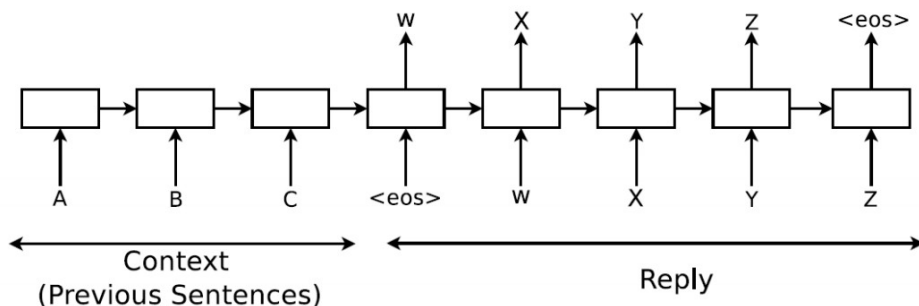 W X Y Z <eos>
A B C <eos> W X Y Z
Context
(Previous Sentences)
Reply